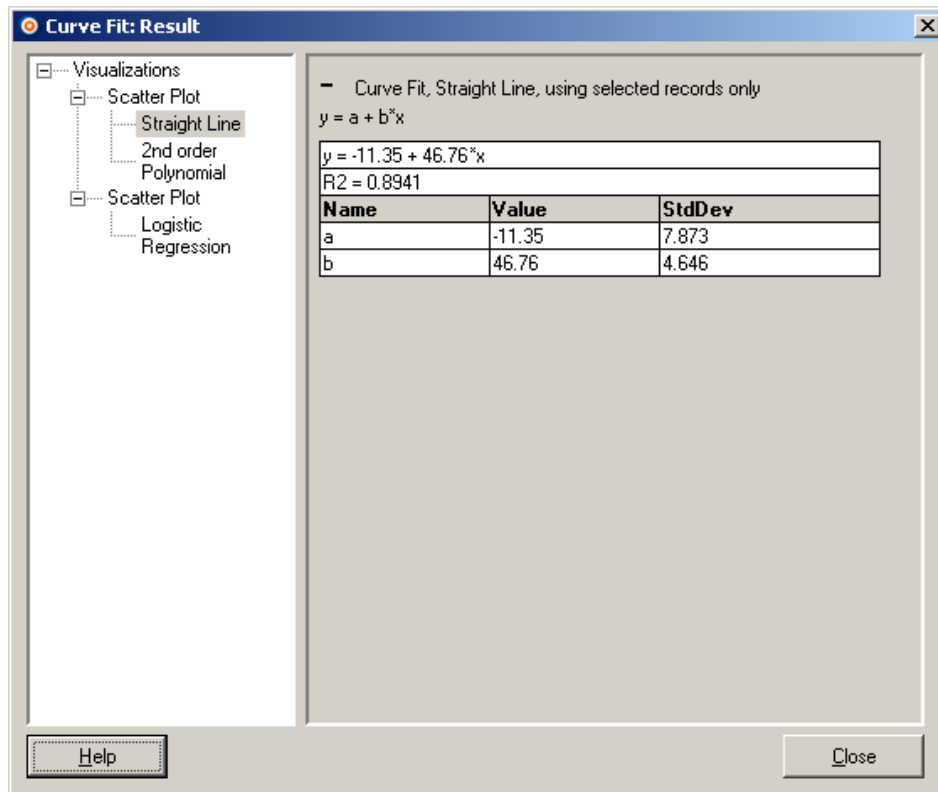 Curve Fit: Result
Visualizations
Scatter Plot
Straight Line
2nd order
Polynomial
Scatter Plot
Logistic
Regression
Curve Fit, Straight Line, using selected records only
y = a + b*x
y = -11.35 + 46.76*x
R2 = 0.8941
Name Value StdDev
a -11.35 7.873
b 46.76 4.646
Help Close